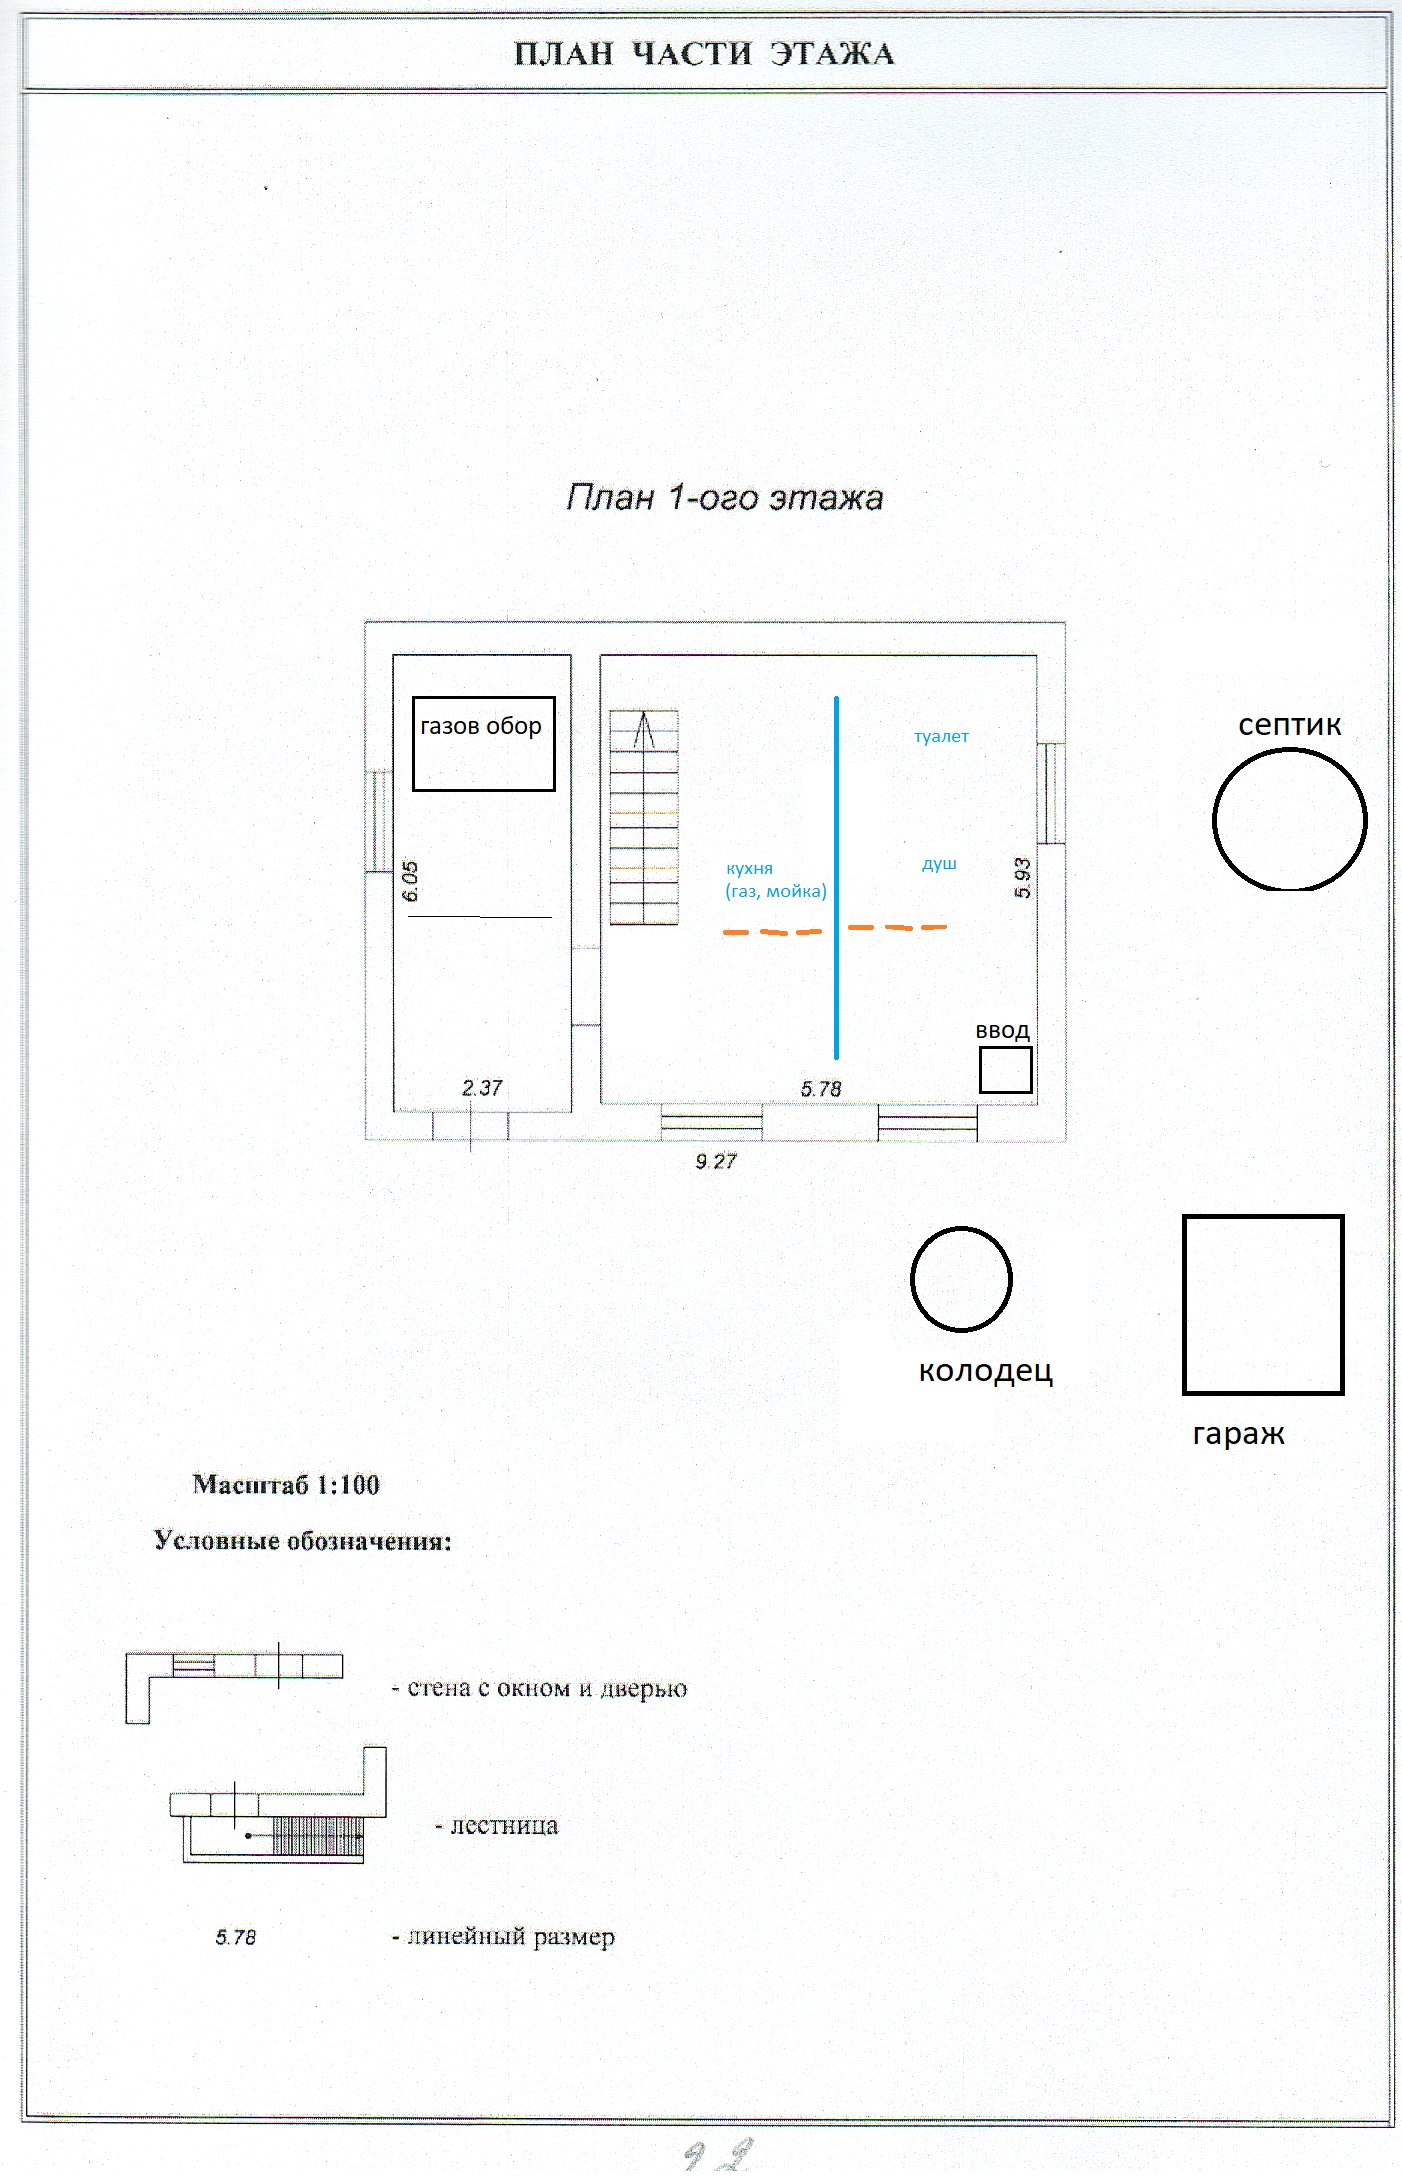 ПЛАН ЧАСТИ ЭТАЖА
План 1-ого этажа
газов обор
туалет
септик
кухня
(газ, мойка)
душ
6.05
5.93
ввод
2.37
5.78
9.27
колодец
гараж
Масштаб 1:100
Условные обозначения:
- стена с окном и дверью
- лестница
5.78
- линейный размер
22